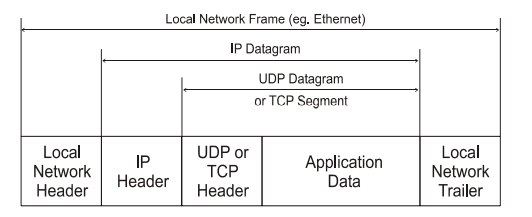 Local Network Frame (eg. Ethernet)
IP Datagram
UDP Datagram
or TCP Segment
Local
Network
Header
IP
Header
UDP or
TCP
Header
Application
Data
Local
Network
Trailer